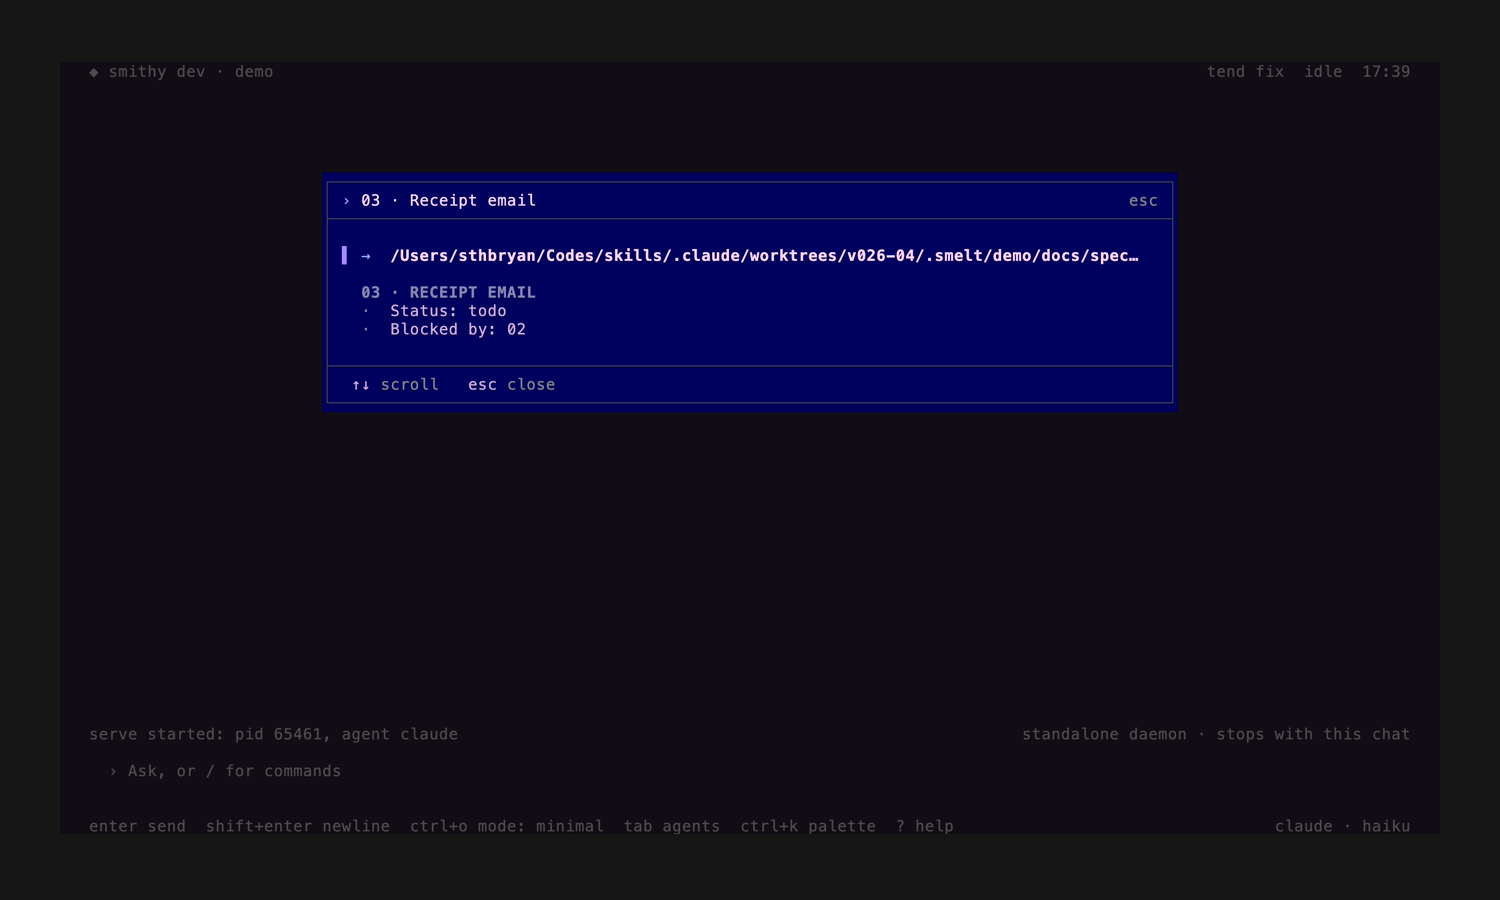 ◆ smithy dev · demo tend fix idle 17:39
› 03 · Receipt email esc
→ /Users/sthbryan/Codes/skills/.claude/worktrees/v026-04/.smelt/demo/docs/spec…
03 · RECEIPT EMAIL
· Status: todo
· Blocked by: 02
↑↓ scroll esc close
serve started: pid 65461, agent claude standalone daemon · stops with this chat
› Ask, or / for commands
enter send shift+enter newline ctrl+o mode: minimal tab agents ctrl+k palette ? help claude · haiku